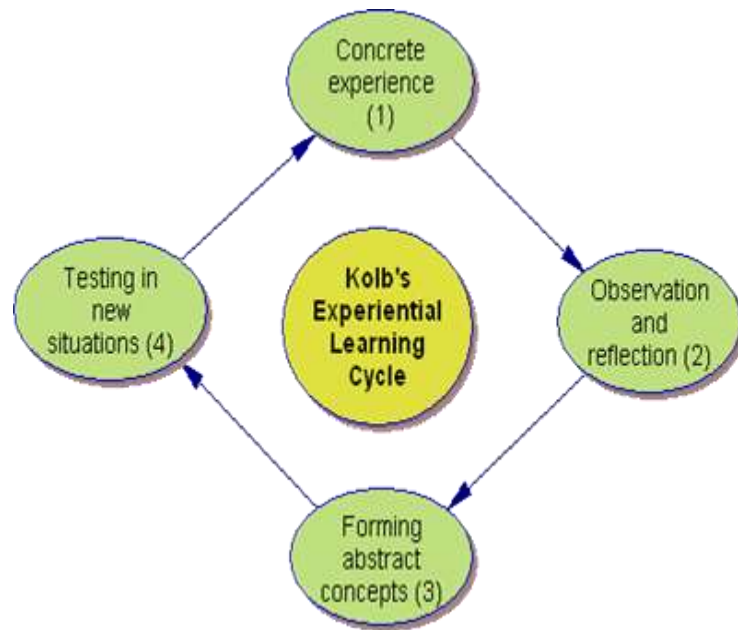 Concrete
experience
(1)
Testing in
new
situations (4)
Kolb's
Experiential
Learning
Cycle
Observation
and
reflection (2)
Forming
abstract
concepts (3)